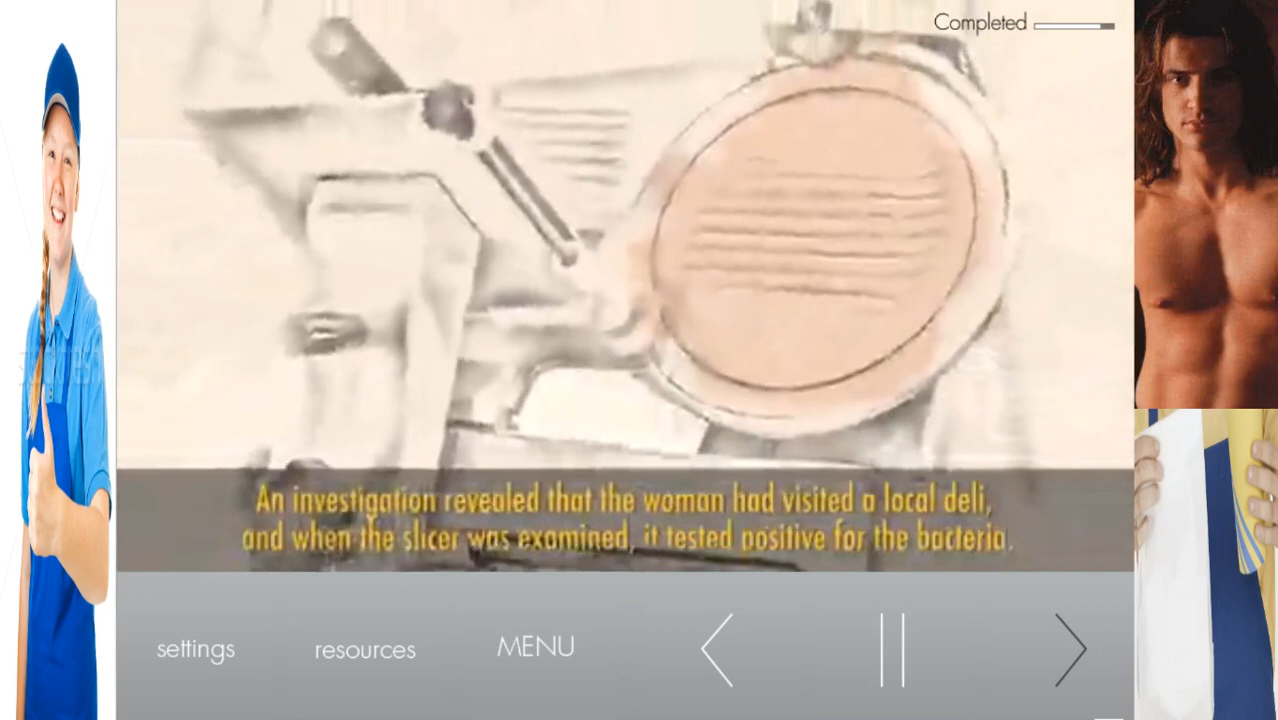 Completed
An investigation revealed that the woman had visited a local deli,
and when the slicer was examined, it tested positive for the bacteria.
settings
resources
MENU